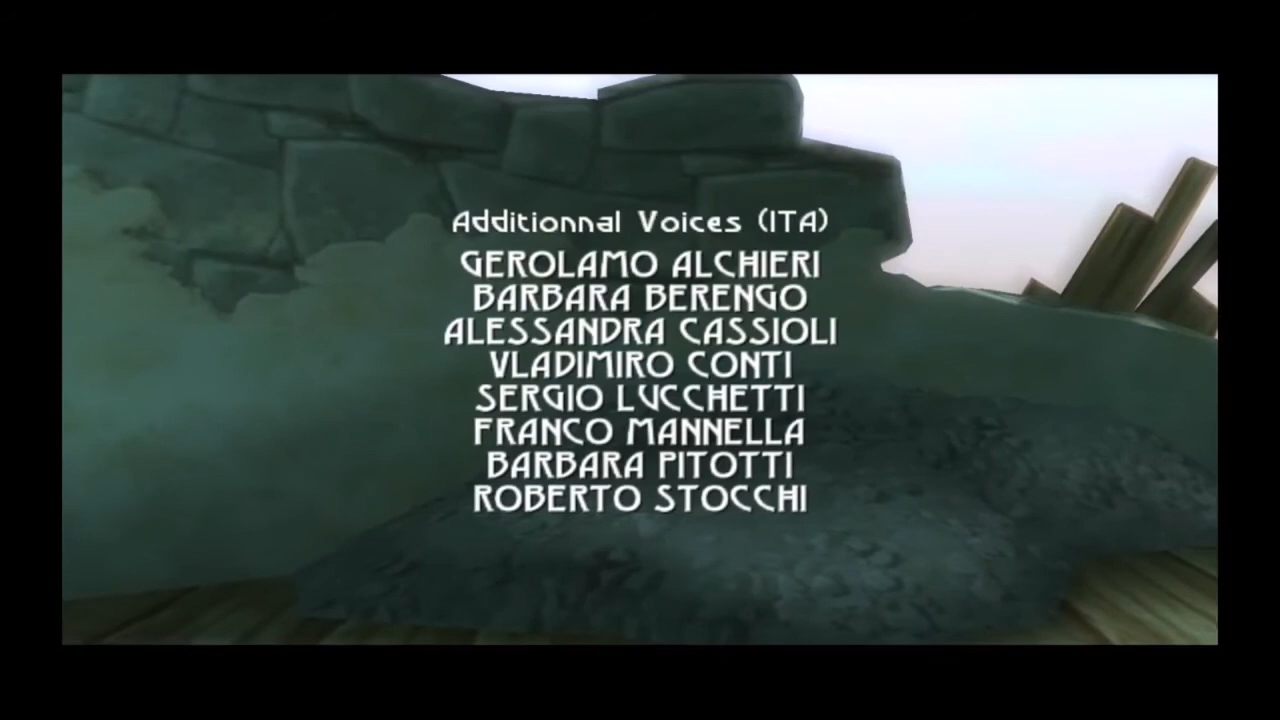 Additionnal Voices (ITA)
GEROLAMO ALCHIERI
BARBARA BERENGO
ALESSANDRA CASSIOLI
VLADIMIRO CONTI
SERGIO LUCCHETTI
FRANCO MANNELLA
BARBARA PITOTTI
ROBERTO STOCCHI